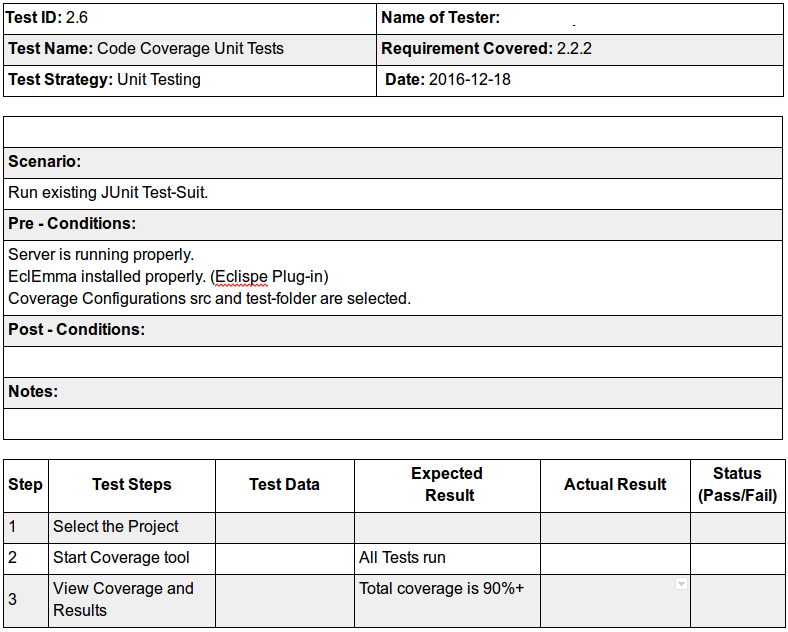 Test ID: 2.6
Name of Tester:
Test Name: Code Coverage Unit Tests
Requirement Covered: 2.2.2
Test Strategy: Unit Testing
Date: 2016-12-18
Scenario:
Run existing JUnit Test-Suit.
Pre - Conditions:
Server is running properly.
EclEmma installed properly. (Eclispe Plug-in)
Coverage Configurations src and test-folder are selected.
Post - Conditions:
Notes:
Step
Test Steps
Test Data
Expected
Result
Actual Result
Status
(Pass/Fail)
1
Select the Project
2
Start Coverage tool
All Tests run
3
View Coverage and
Results
Total coverage is 90%+